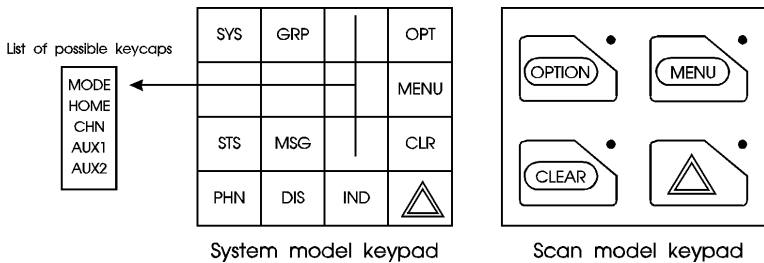 List of possible keycaps
MODE
HOME
CHN
AUX1
AUX2
SYS GRP OPT
MENU
STS MSG CLR
PHN DIS IND
System model keypad
OPTION MENU
CLEAR
Scan model keypad